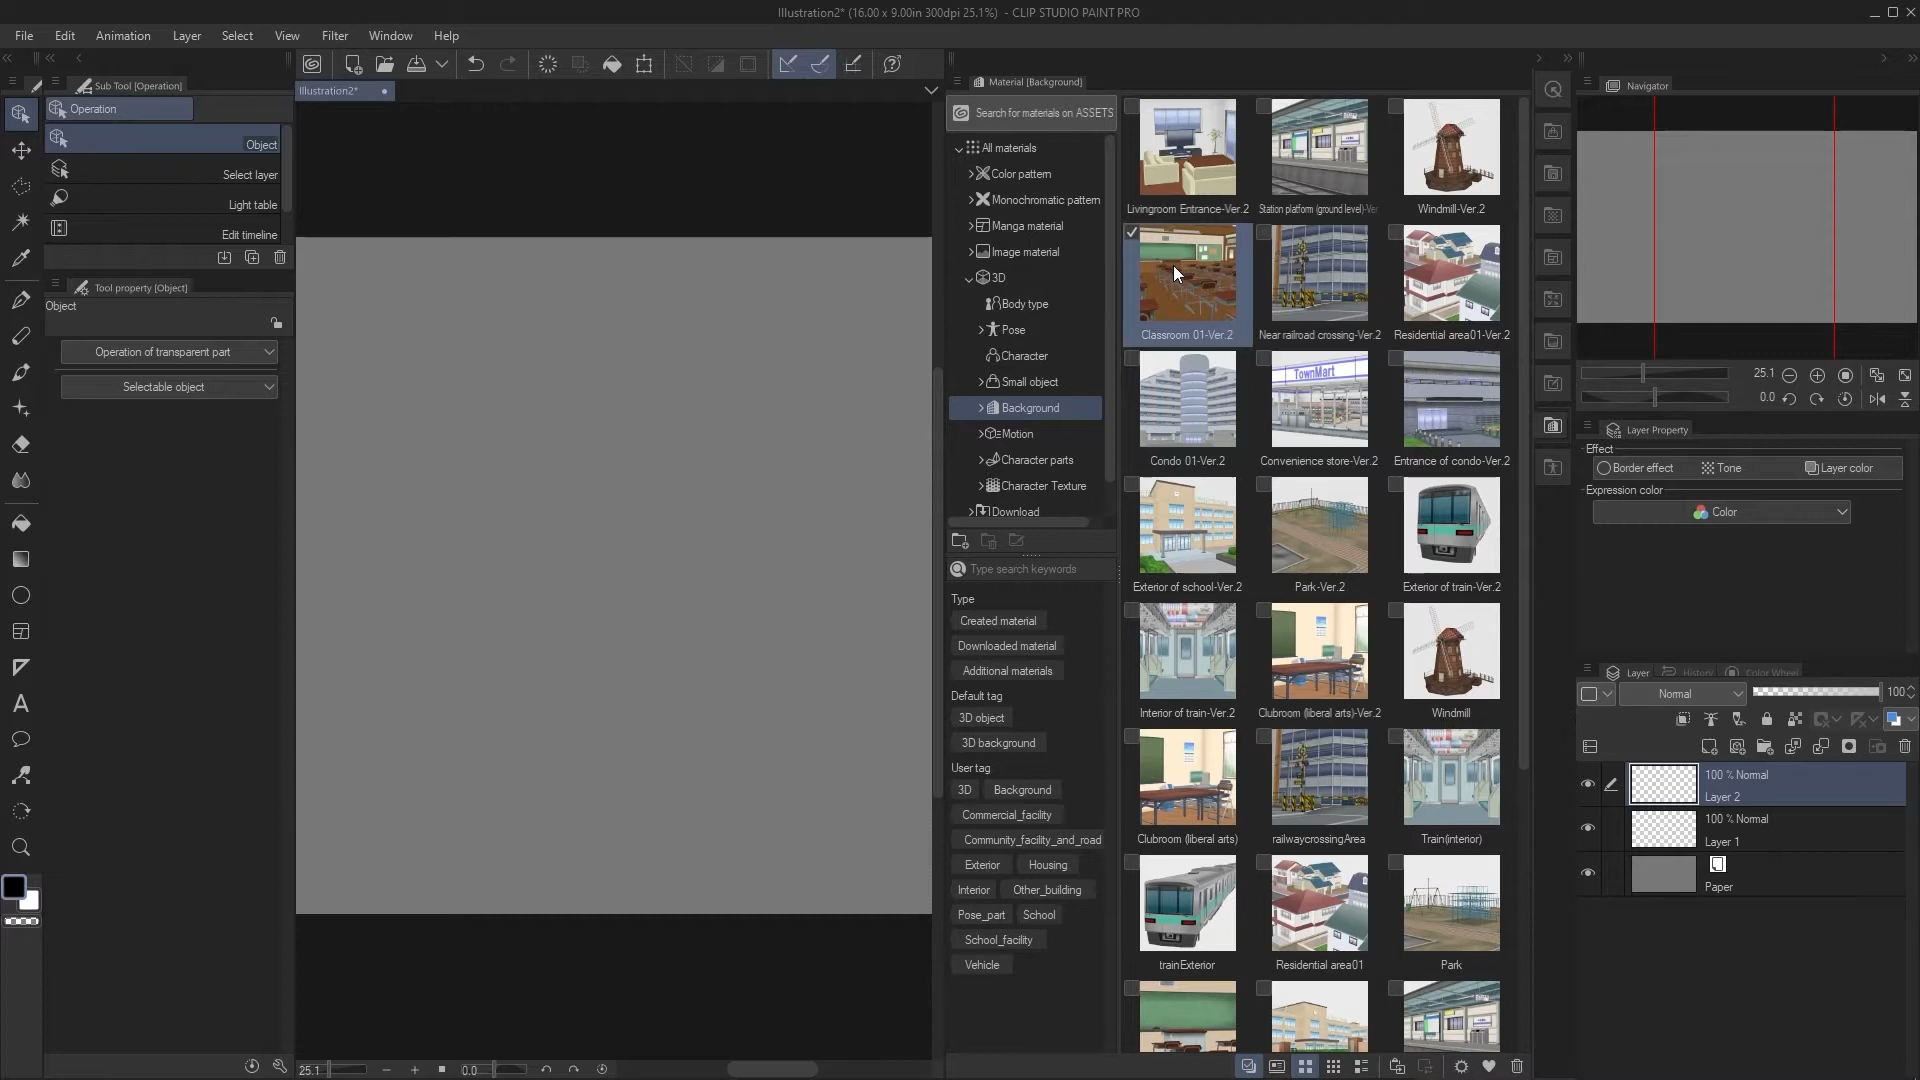 Illustration2* (16.00 x 9.00in 300dpi 25.1%) - CLIP STUDIO PAINT PRO
File Edit Animation Layer Select View Filter Window Help
Sub Tool [Operation]
Operation
Object
Select layer
Light table
Edit timeline
Tool property [Object]
Object
Operation of transparent part
Selectable object
Illustration2*
25.1
0.0
Material [Background]
Search for materials on ASSETS
All materials
Color pattern
Monochromatic pattern
Manga material
Image material
3D
Body type
Pose
Character
Small object
Background
Motion
Character parts
Character Texture
Download
Type search keywords
Type
Created material
Downloaded material
Additional materials
Default tag
3D object
3D background
User tag
3D Background
Commercial_facility
Community_facility_and_road
Exterior Housing
Interior Other_building
Pose_part School
School_facility
Vehicle
Livingroom Entrance-Ver.2 Station platform (ground level)-Ver Windmill-Ver.2
Classroom 01-Ver.2 Near railroad crossing-Ver.2 Residential area01-Ver.2
TownMart
Condo 01-Ver.2 Convenience store-Ver.2 Entrance of condo-Ver.2
Exterior of school-Ver.2 Park-Ver.2 Exterior of train-Ver.2
Interior of train-Ver.2 Clubroom (liberal arts)-Ver.2 Windmill
Clubroom (liberal arts) railwaycrossingArea Train(interior)
trainExterior Residential area01 Park
Navigator
25.1
0.0
Layer Property
Effect
Border effect Tone Layer color
Expression color
Color
Layer History Color Wheel
Normal 100
100 % Normal
Layer 2
100 % Normal
Layer 1
Paper